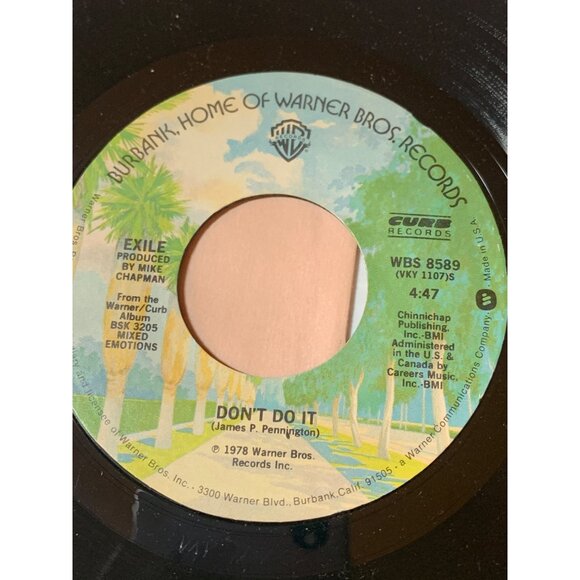 BURBANK, HOME OF WARNER BROS. RECORDS
WB
RECORDS
CURB
RECORDS
EXILE
PRODUCED
BY MIKE
CHAPMAN
From the
Warner/Curb
Album
BSK 3205
MIXED
EMOTIONS
WBS 8589
(VKY 1107)S
4:47
Chinnichap
Publishing,
Inc.-BMI
Administered
in the U.S. &
Canada by
Careers Music,
Inc.-BMI
DON'T DO IT
(James P. Pennington)
℗ 1978 Warner Bros.
Records Inc.
Warner Bros. Inc. • 3300 Warner Blvd., Burbank, Calif. 91505 • a Warner Communications Company. Made in U.S.A